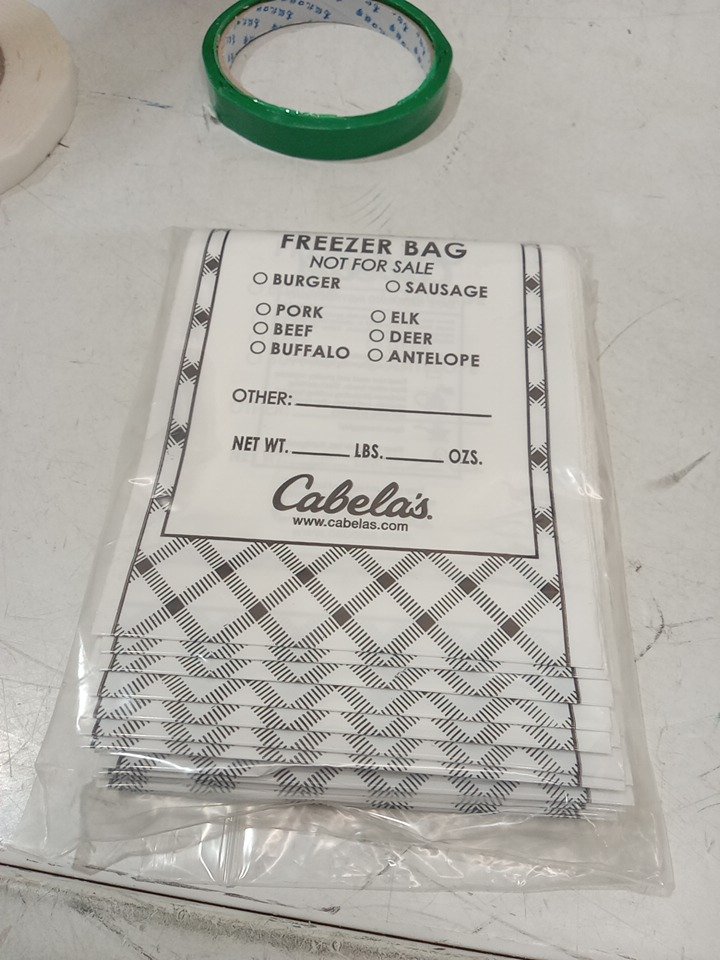 FREEZER BAG
NOT FOR SALE
BURGER SAUSAGE
PORK ELK
BEEF DEER
BUFFALO ANTELOPE
OTHER:
NET WT. LBS. OZS.
Cabela's.
www.cabelas.com